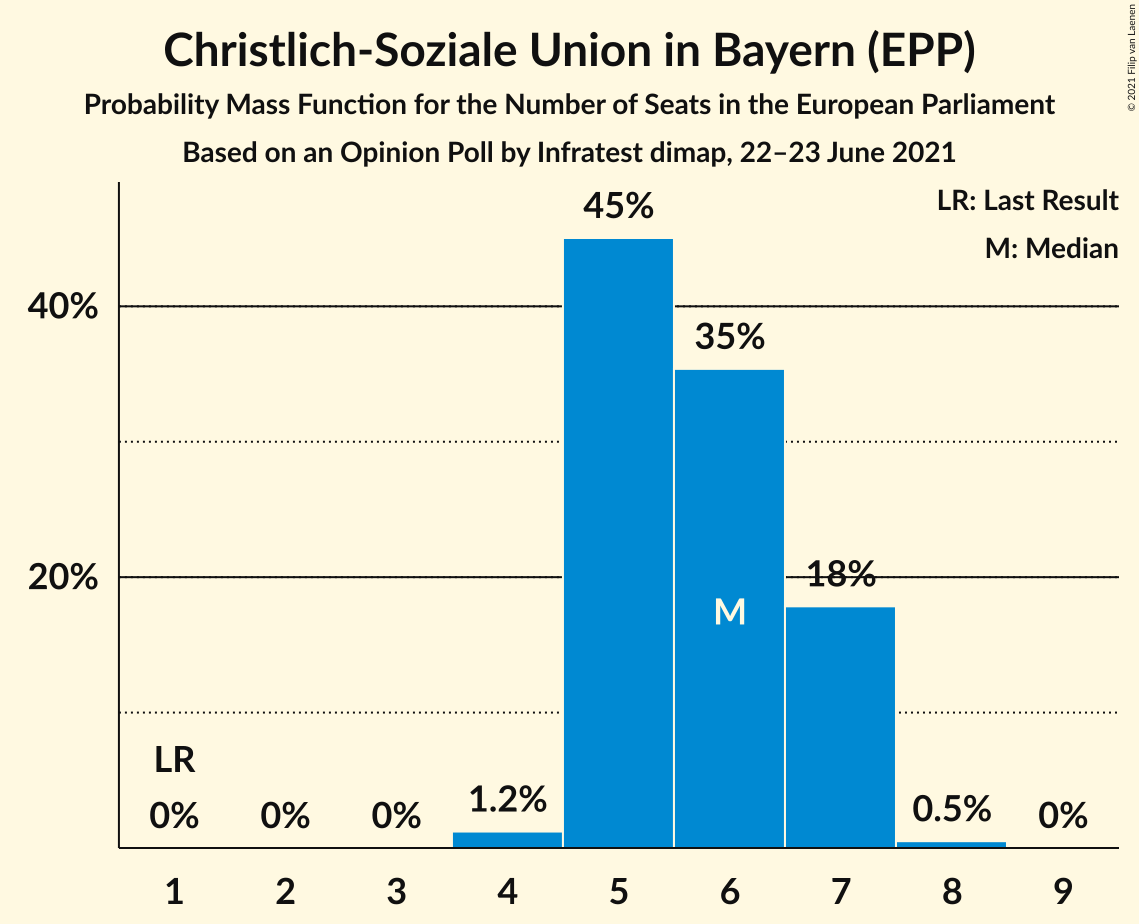 Christlich-Soziale Union in Bayern (EPP)
Probability Mass Function for the Number of Seats in the European Parliament
Based on an Opinion Poll by Infratest dimap, 22–23 June 2021
© 2021 Filip van Laenen
LR: Last Result
M: Median
45%
40%
35%
20%
18%
M
LR
0%
0%
0%
1.2%
0.5%
0%
1 2 3 4 5 6 7 8 9